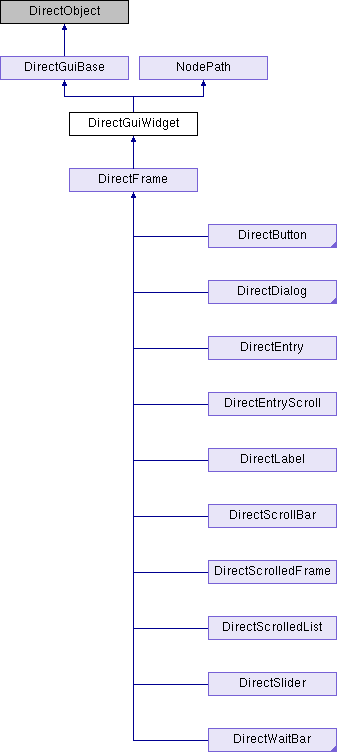 DirectObject
DirectGuiBase
NodePath
DirectGuiWidget
DirectFrame
DirectButton
DirectDialog
DirectEntry
DirectEntryScroll
DirectLabel
DirectScrollBar
DirectScrolledFrame
DirectScrolledList
DirectSlider
DirectWaitBar